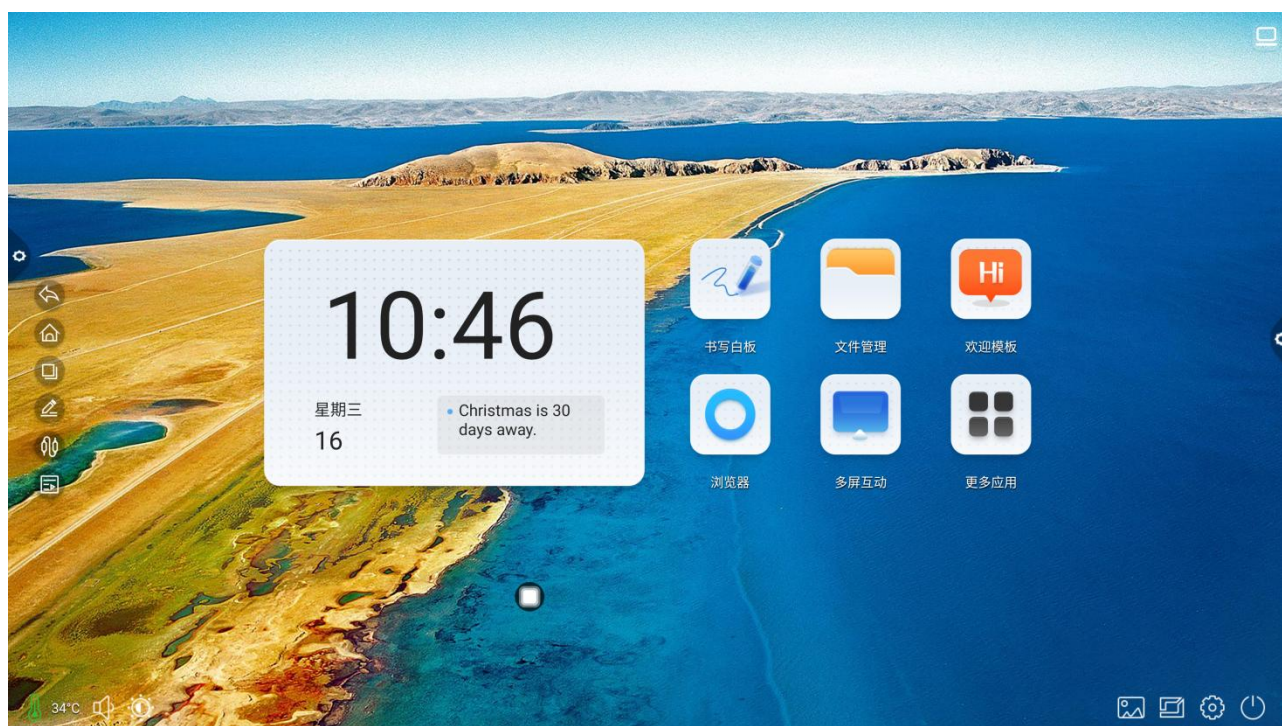 10:46
星期三
16
Christmas is 30
days away.
书写白板
文件管理
Hi
欢迎模板
浏览器
多屏互动
更多应用
34°C